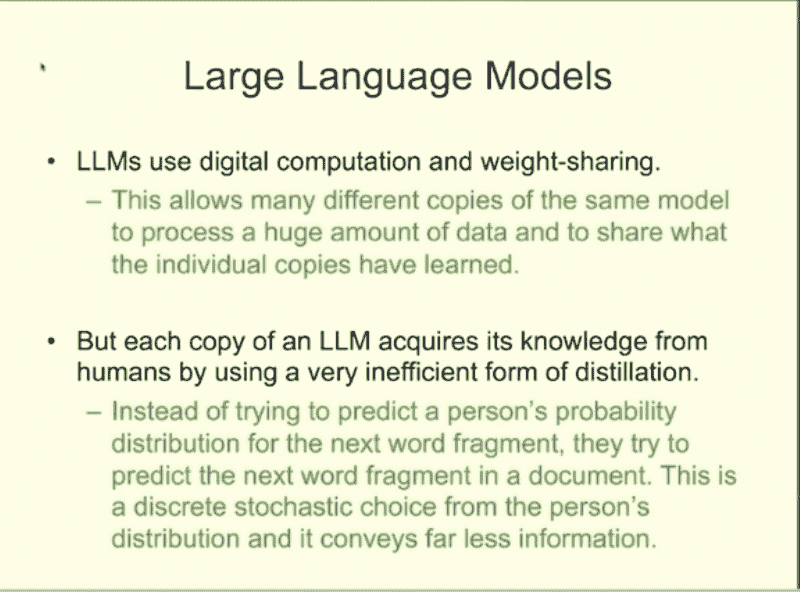 Large Language Models
• LLMs use digital computation and weight-sharing.
– This allows many different copies of the same model
to process a huge amount of data and to share what
the individual copies have learned.
• But each copy of an LLM acquires its knowledge from
humans by using a very inefficient form of distillation.
– Instead of trying to predict a person's probability
distribution for the next word fragment, they try to
predict the next word fragment in a document. This is
a discrete stochastic choice from the person's
distribution and it conveys far less information.